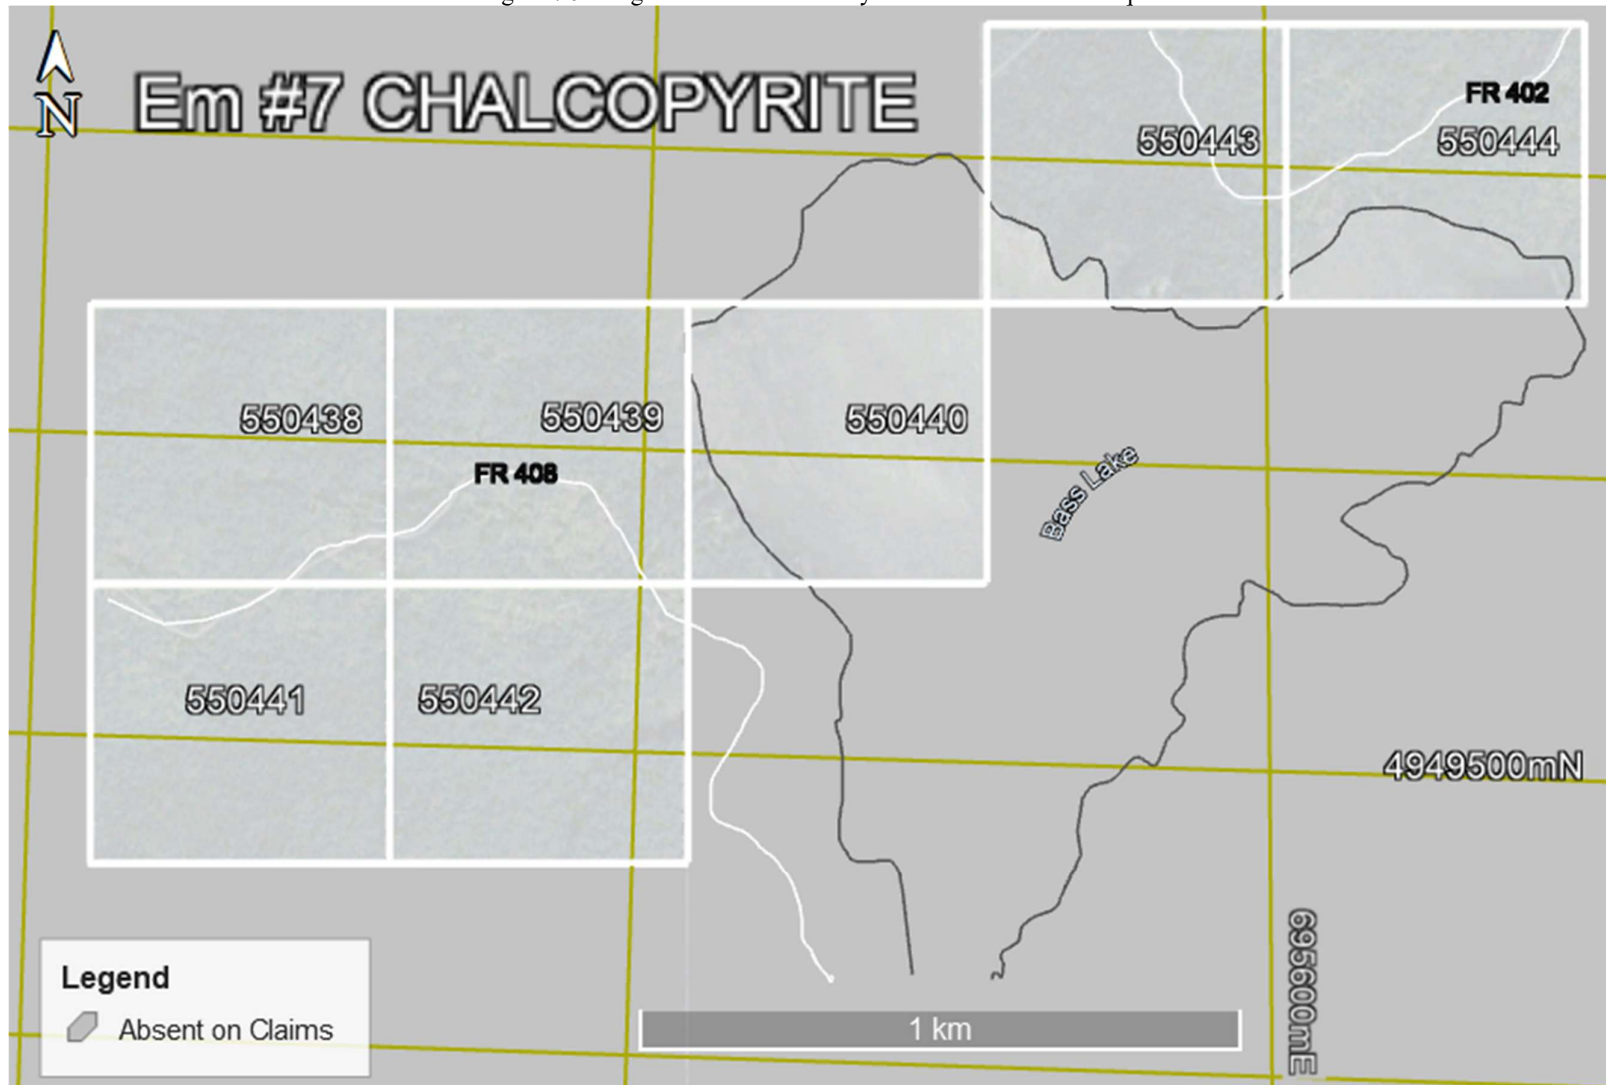 N
Em #7 CHALCOPYRITE
FR 402
550443
550444
550438
550439
550440
FR 408
Bass Lake
550441
550442
4949500mN
695600mE
Legend
Absent on Claims
1 km